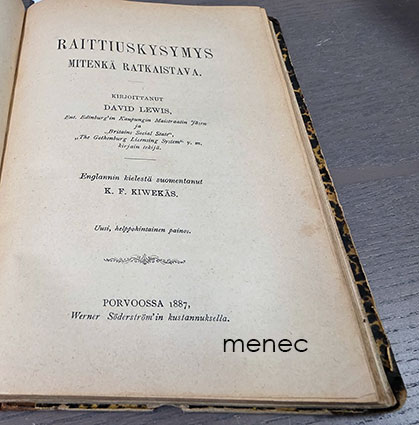 RAITTIUSKYSYMYS
MITENKÄ RATKAISTAVA.
KIRJOITTANUT
DAVID LEWIS,
Ent. Edinburg'in Kaupungin Maistraatin Jäsen
ja
„Britains Social State“,
„The Gothenburg Licensing System“ y. m.
kirjain tekijä.
Englannin kielestä suomentanut
K. F. KIWEKÄS.
Uusi, helppohintainen painos.
PORVOOSSA 1887,
Werner Söderström'in kustannuksella.
menec